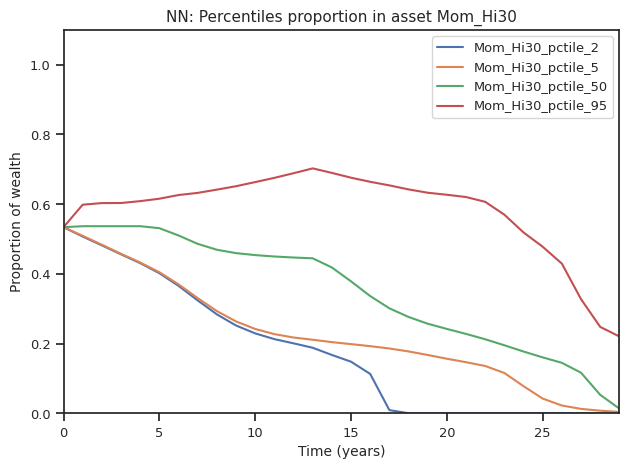 NN: Percentiles proportion in asset Mom_Hi30
Mom_Hi30_pctile_2
Mom_Hi30_pctile_5
Mom_Hi30_pctile_50
Mom_Hi30_pctile_95
Proportion of wealth
1.0
0.8
0.6
0.4
0.2
0.0
0 5 10 15 20 25
Time (years)